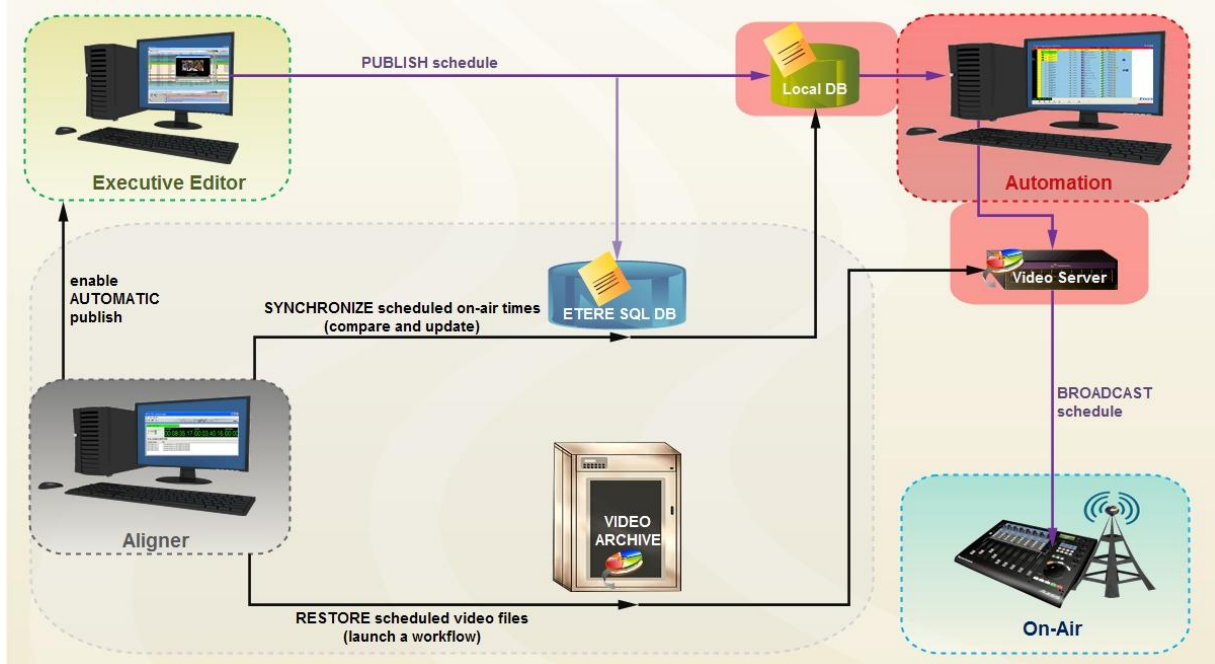 PUBLISH schedule
Local DB
Executive Editor
Automation
enable
AUTOMATIC
publish
SYNCHRONIZE scheduled on-air times
(compare and update)
ETERE SQL DB
Video Server
BROADCAST
schedule
Aligner
VIDEO
ARCHIVE
RESTORE scheduled video files
(launch a workflow)
On-Air